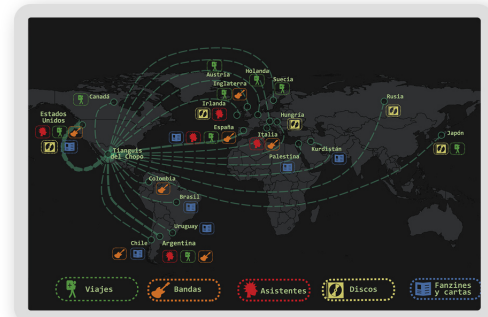 Austria
Holanda
Inglaterra
Suecia
Canadá
Rusia
Estados
Unidos
Irlanda
Hungría
España
Italia
Japón
Tianguis
del Chopo
Palestina
Kurdistán
Colombia
Brasil
Uruguay
Chile
Argentina
Viajes
Bandas
Asistentes
Discos
Fanzines
y cartas